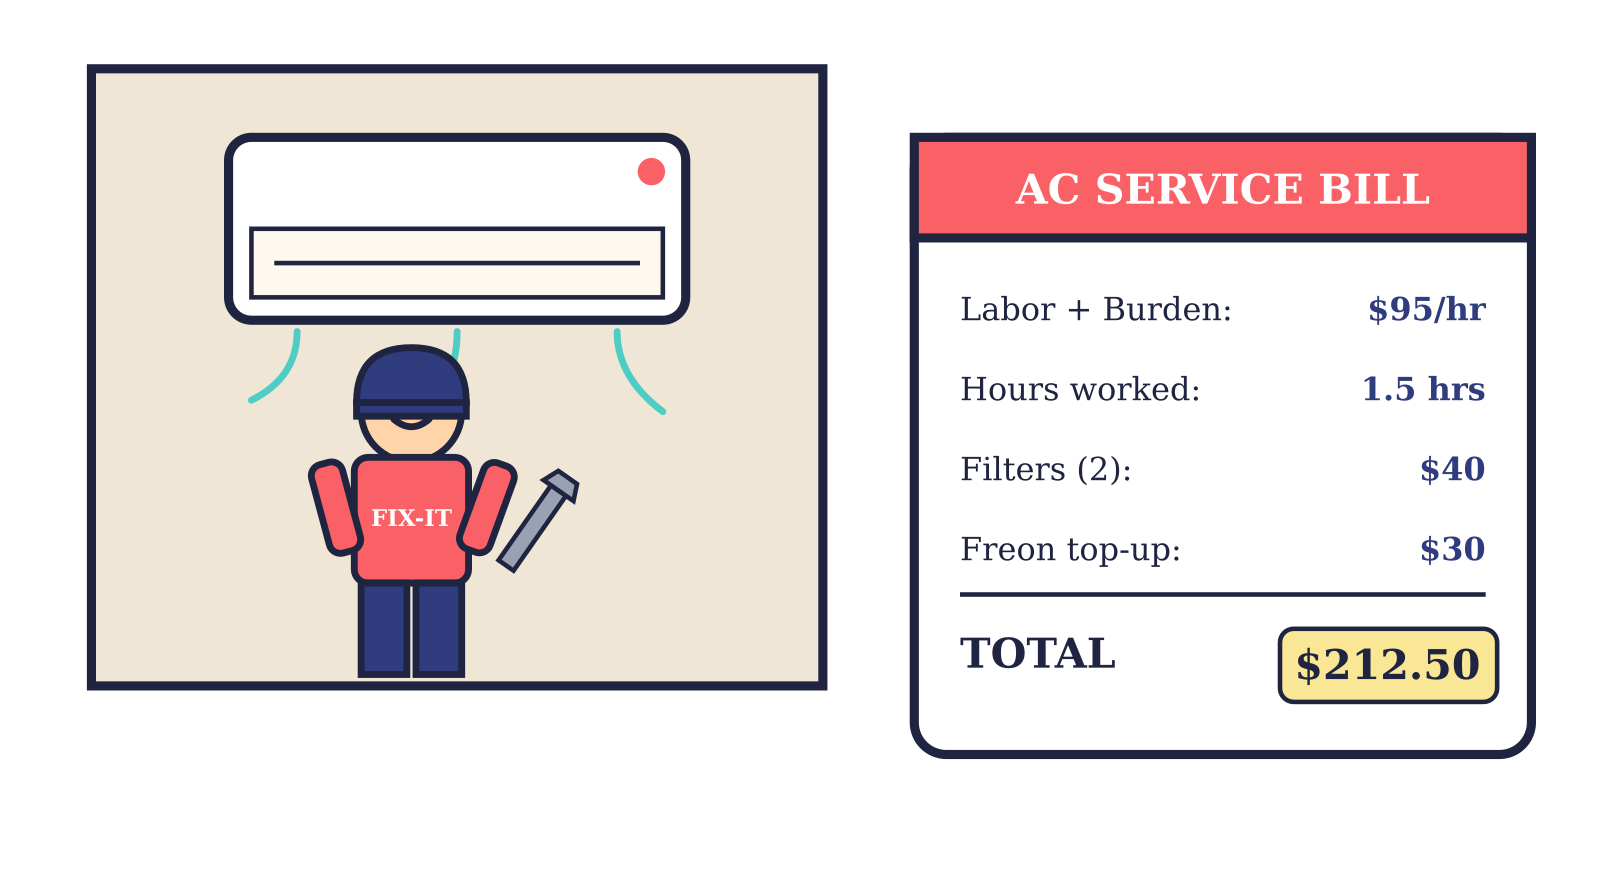 FIX-IT
AC SERVICE BILL
Labor + Burden: $95/hr
Hours worked: 1.5 hrs
Filters (2): $40
Freon top-up: $30
TOTAL $212.50